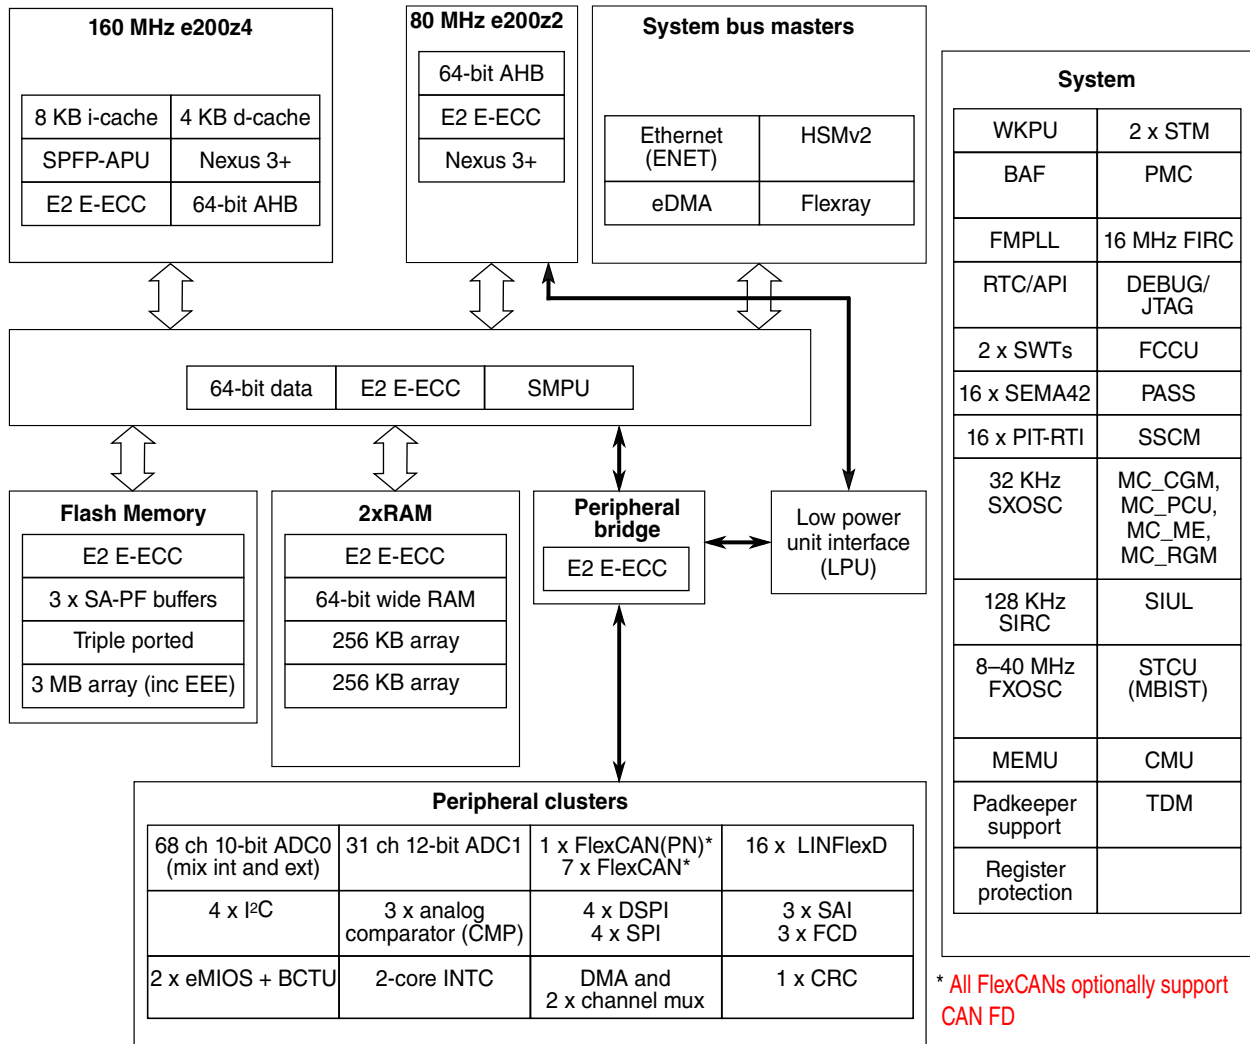 160 MHz e200z4
8 KB i-cache
4 KB d-cache
SPFP-APU
Nexus 3+
E2 E-ECC
64-bit AHB
80 MHz e200z2
64-bit AHB
E2 E-ECC
Nexus 3+
System bus masters
Ethernet
(ENET)
HSMv2
eDMA
Flexray
64-bit data
E2 E-ECC
SMPU
Flash Memory
E2 E-ECC
3 x SA-PF buffers
Triple ported
3 MB array (inc EEE)
2xRAM
E2 E-ECC
64-bit wide RAM
256 KB array
256 KB array
Peripheral
bridge
E2 E-ECC
Low power
unit interface
(LPU)
Peripheral clusters
68 ch 10-bit ADC0
(mix int and ext)
31 ch 12-bit ADC1
1 x FlexCAN(PN)*
7 x FlexCAN*
16 x LINFlexD
4 x I²C
3 x analog
comparator (CMP)
4 x DSPI
4 x SPI
3 x SAI
3 x FCD
2 x eMIOS + BCTU
2-core INTC
DMA and
2 x channel mux
1 x CRC
System
WKPU
2 x STM
BAF
PMC
FMPLL
16 MHz FIRC
RTC/API
DEBUG/
JTAG
2 x SWTs
FCCU
16 x SEMA42
PASS
16 x PIT-RTI
SSCM
32 KHz
SXOSC
MC_CGM,
MC_PCU,
MC_ME,
MC_RGM
128 KHz
SIRC
SIUL
8–40 MHz
FXOSC
STCU
(MBIST)
MEMU
CMU
Padkeeper
support
TDM
Register
protection
* All FlexCANs optionally support
CAN FD